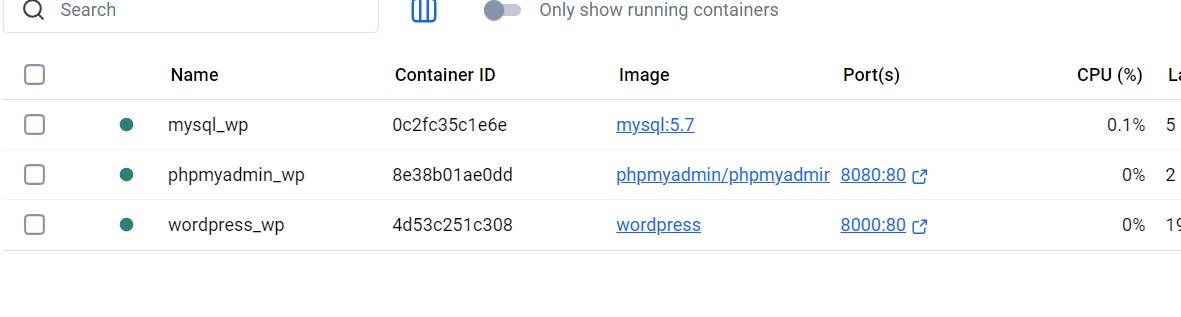 Search Only show running containers
Name Container ID Image Port(s) CPU (%) La
mysql_wp 0c2fc35c1e6e mysql:5.7 0.1% 5
phpmyadmin_wp 8e38b01ae0dd phpmyadmin/phpmyadmir 8080:80 0% 2
wordpress_wp 4d53c251c308 wordpress 8000:80 0% 19